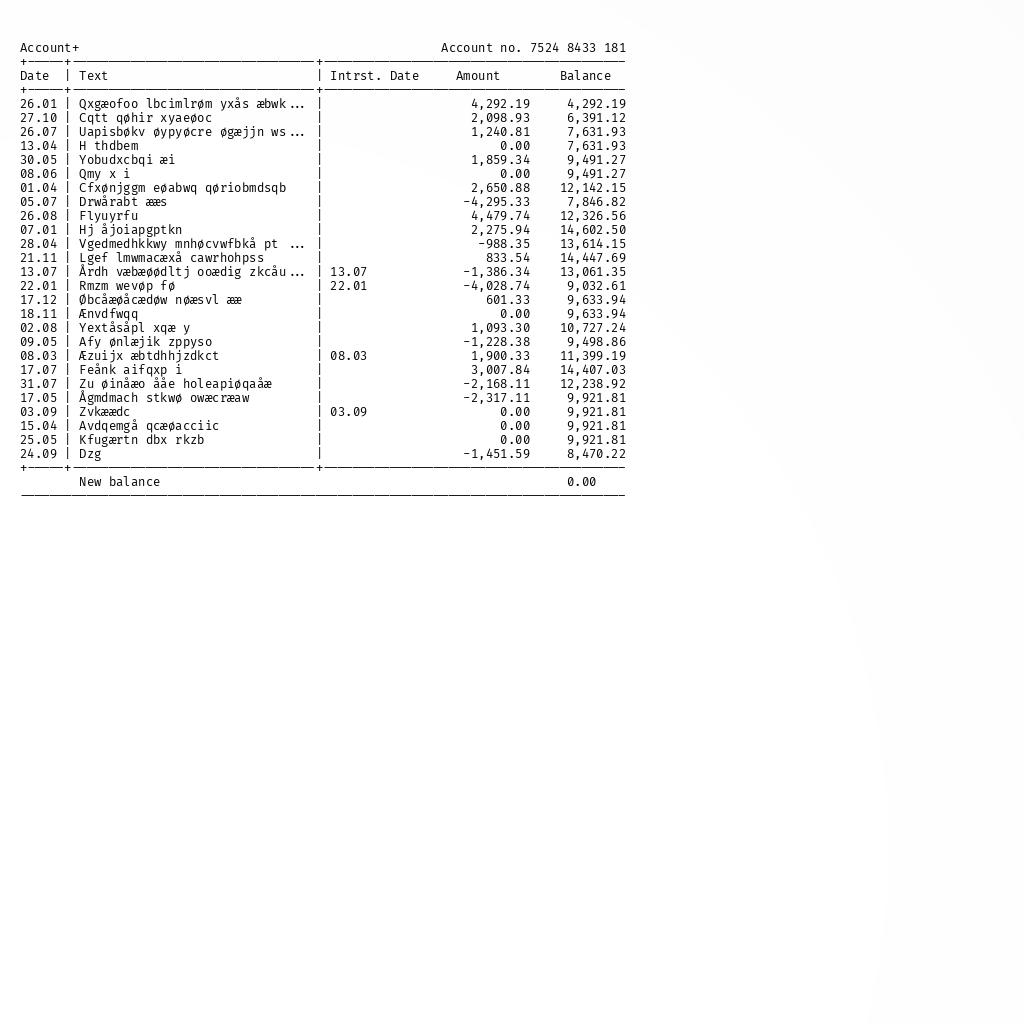 Account+ Account no. 7524 8433 181
Date | Text | Intrst. Date Amount Balance
26.01 | Qxgæofoo lbcimlrøm yxås æbwk... | 4,292.19 4,292.19
27.10 | Cqtt qøhir xyaeøoc | 2,098.93 6,391.12
26.07 | Uapisbøkv øypyøcre øgæjjn ws... | 1,240.81 7,631.93
13.04 | H thdbem | 0.00 7,631.93
30.05 | Yobudxcbqi æi | 1,859.34 9,491.27
08.06 | Qmy x i | 0.00 9,491.27
01.04 | Cfxønjggm eøabwq qøriobmdsqb | 2,650.88 12,142.15
05.07 | Drwårabt ææs | -4,295.33 7,846.82
26.08 | Flyuyrfu | 4,479.74 12,326.56
07.01 | Hj åjoiapgptkn | 2,275.94 14,602.50
28.04 | Vgedmedhkkwy mnhøcvwfbkå pt ... | -988.35 13,614.15
21.11 | Lgef lmwmacæxå cawrhohpss | 833.54 14,447.69
13.07 | Årdh væbæøødltj ooædig zkcåu... | 13.07 -1,386.34 13,061.35
22.01 | Rmzm wevøp fø | 22.01 -4,028.74 9,032.61
17.12 | Øbcåæøåcædøw nøæsvl ææ | 601.33 9,633.94
18.11 | Ænvdfwqq | 0.00 9,633.94
02.08 | Yextåsåpl xqæ y | 1,093.30 10,727.24
09.05 | Afy ønlæjik zppyso | -1,228.38 9,498.86
08.03 | Æzuijx æbtdhhjzdkct | 08.03 1,900.33 11,399.19
17.07 | Feånk aifqxp i | 3,007.84 14,407.03
31.07 | Zu øinåæo ååe holeapiøqaåæ | -2,168.11 12,238.92
17.05 | Ågmdmach stkwø owæcræaw | -2,317.11 9,921.81
03.09 | Zvkæædc | 03.09 0.00 9,921.81
15.04 | Avdqemgå qcæøacciic | 0.00 9,921.81
25.05 | Kfugærtn dbx rkzb | 0.00 9,921.81
24.09 | Dzg | -1,451.59 8,470.22
New balance 0.00